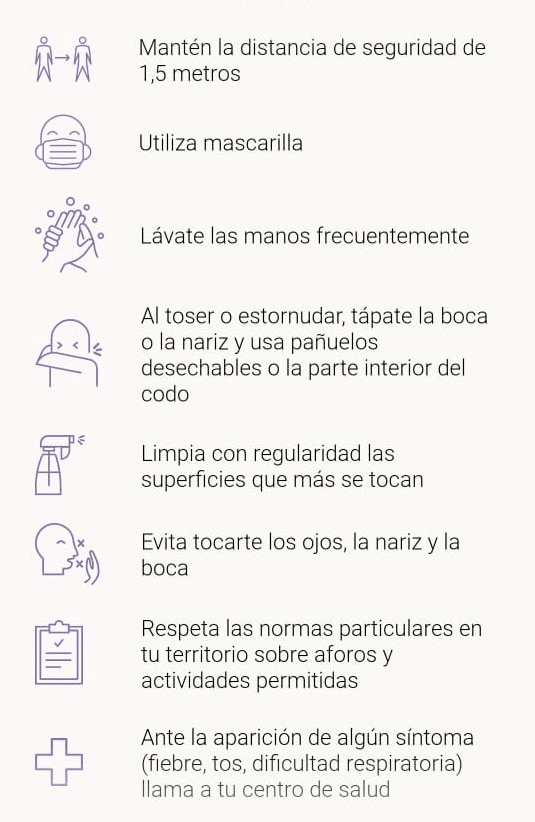 Mantén la distancia de seguridad de
1,5 metros
Utiliza mascarilla
Lávate las manos frecuentemente
Al toser o estornudar, tápate la boca
o la nariz y usa pañuelos
desechables o la parte interior del
codo
Limpia con regularidad las
superficies que más se tocan
Evita tocarte los ojos, la nariz y la
boca
Respeta las normas particulares en
tu territorio sobre aforos y
actividades permitidas
Ante la aparición de algún síntoma
(fiebre, tos, dificultad respiratoria)
llama a tu centro de salud